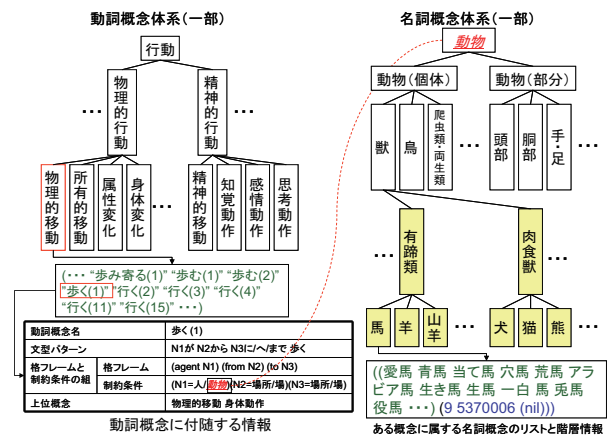 動詞概念体系(一部)
行動
物理的行動
精神的行動
…
…
物理的移動
所有的移動
属性変化
身体変化
…
精神的移動
知覚動作
感情動作
思考動作
(… “歩み寄る(1)” “歩む(1)” “歩む(2)”
“歩く(1)” “行く(2)” “行く(3)” “行く(4)”
“行く(11)” “行く(15)” …)
動詞概念名 歩く(1)
文型パターン N1が N2から N3に/へ/まで 歩く
格フレームと制約条件の組 格フレーム (agent N1) (from N2) (to N3)
制約条件 (N1=人/動物)(N2=場所/場)(N3=場所/場)
上位概念 物理的移動 身体動作
動詞概念に付随する情報
名詞概念体系(一部)
動物
動物(個体)
動物(部分)
獣
鳥
爬虫類・両生類
…
頭部
胴部
手・足
…
…
有蹄類
肉食獣
…
馬
羊
山羊
…
犬
猫
熊
…
((愛馬 青馬 当て馬 穴馬 荒馬 アラ
ビア馬 生き馬 生馬 一白 馬 兎馬
役馬 …) (9 5370006 (nil)))
ある概念に属する名詞概念のリストと階層情報